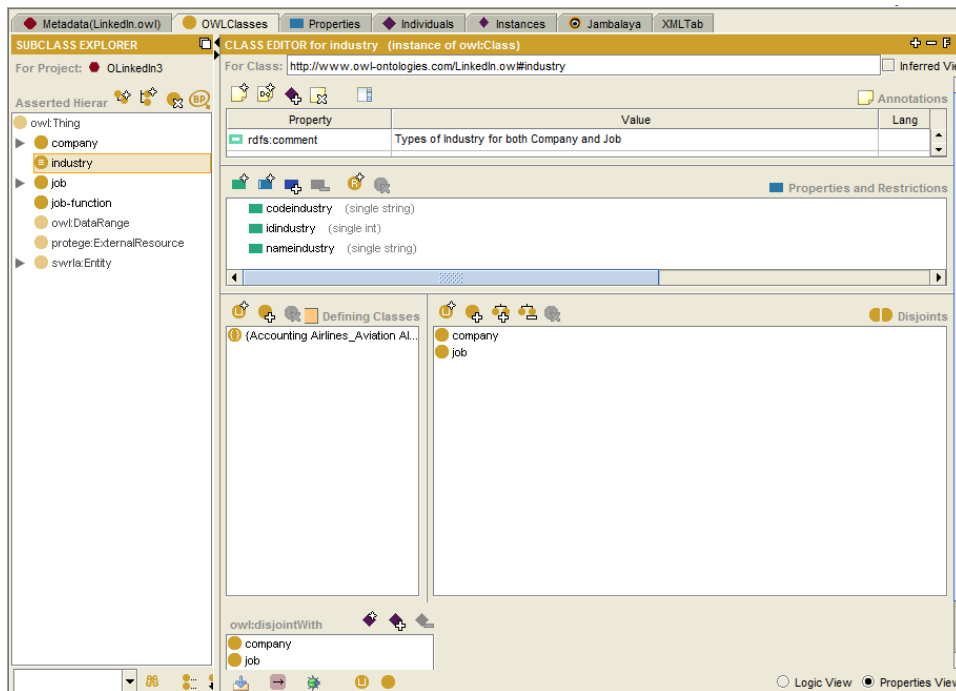 Metadata(LinkedIn.owl) OWLClasses Properties Individuals Instances Jambalaya XMLTab
SUBCLASS EXPLORER
For Project: OLinkedIn3
Asserted Hierar
BP
owl:Thing
company
industry
job
job-function
owl:DataRange
protege:ExternalResource
swrla:Entity
CLASS EDITOR for industry (instance of owl:Class)
For Class: http://www.owl-ontologies.com/LinkedIn.owl#industry Inferred Vie
Annotations
Property Value Lang
rdfs:comment Types of Industry for both Company and Job
Properties and Restrictions
codeindustry (single string)
idindustry (single int)
nameindustry (single string)
Defining Classes
(Accounting Airlines_Aviation Al...
Disjoints
company
job
owl:disjointWith
company
job
Logic View Properties View